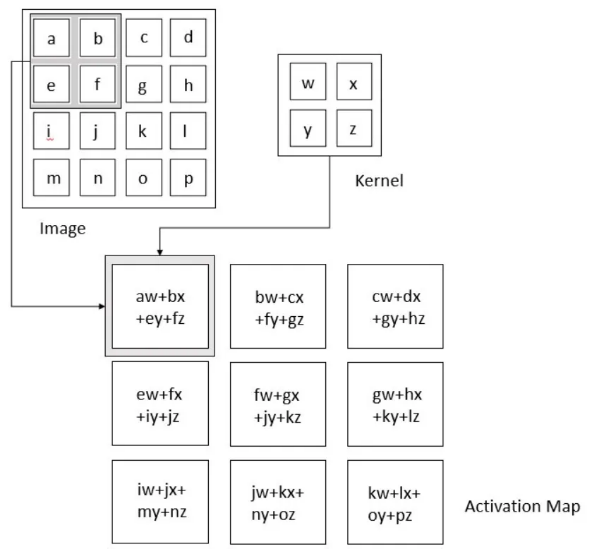 a b c d
e f g h
i j k l
m n o p
Image
w x
y z
Kernel
aw+bx
+ey+fz
bw+cx
+fy+gz
cw+dx
+gy+hz
ew+fx
+iy+jz
fw+gx
+jy+kz
gw+hx
+ky+lz
iw+jx+
my+nz
jw+kx+
ny+oz
kw+lx+
oy+pz
Activation Map